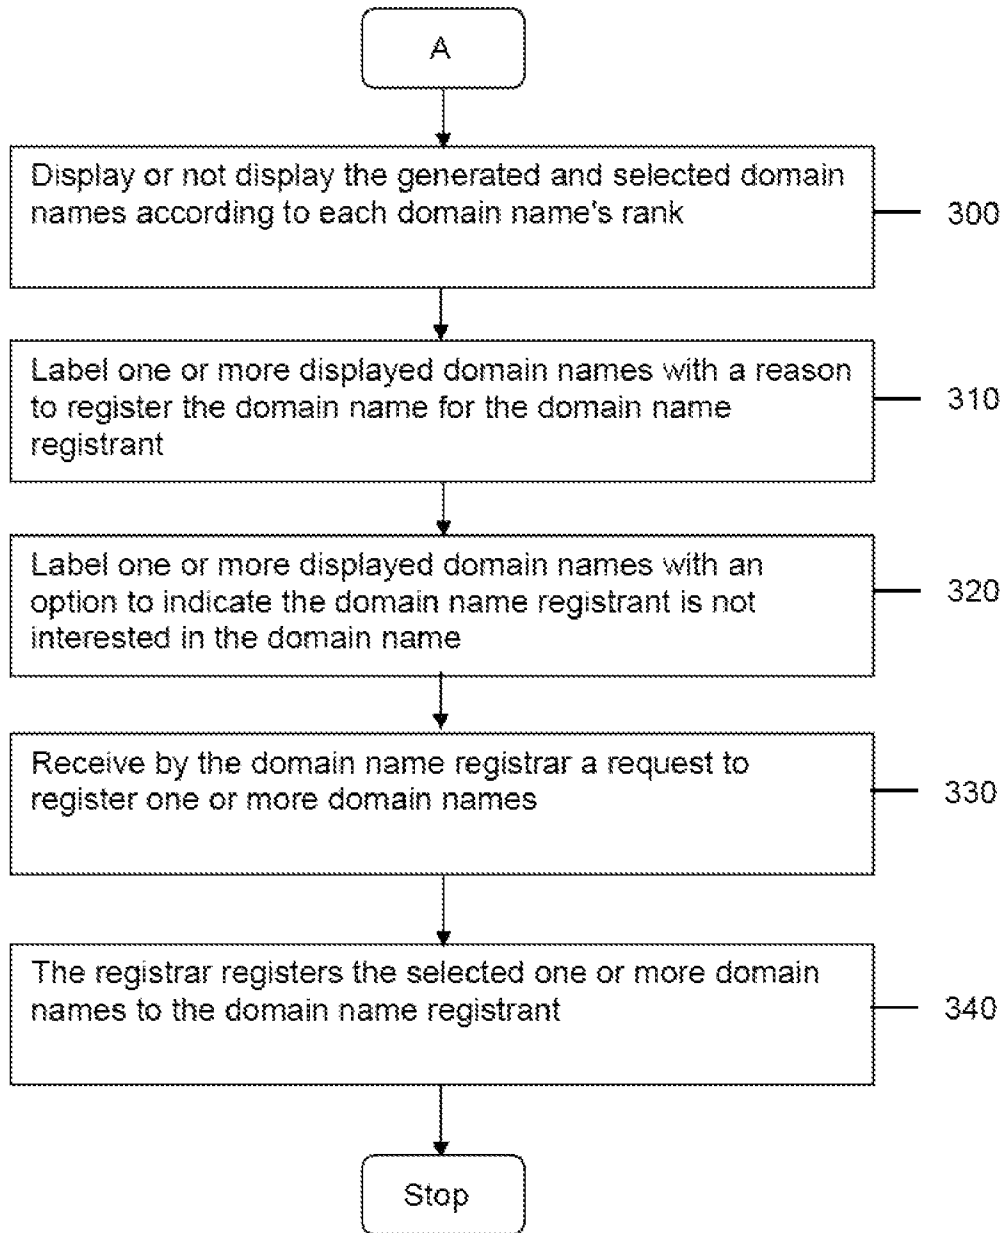 A
Display or not display the generated and selected domain
names according to each domain name's rank
300
Label one or more displayed domain names with a reason
to register the domain name for the domain name
registrant
310
Label one or more displayed domain names with an
option to indicate the domain name registrant is not
interested in the domain name
320
Receive by the domain name registrar a request to
register one or more domain names
330
The registrar registers the selected one or more domain
names to the domain name registrant
340
Stop